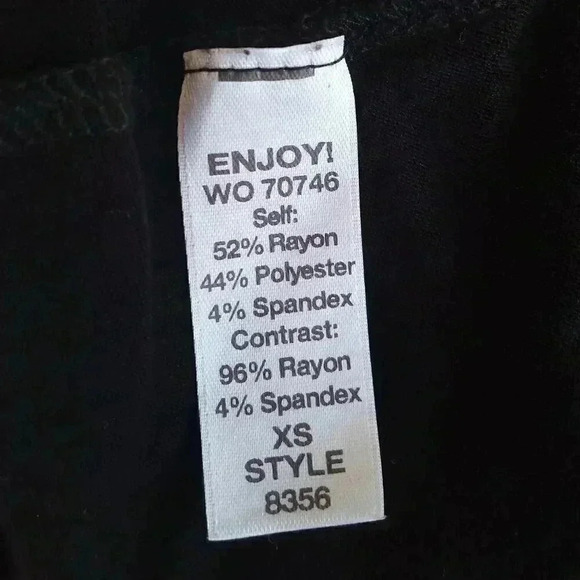 ENJOY!
WO 70746
Self:
52% Rayon
44% Polyester
4% Spandex
Contrast:
96% Rayon
4% Spandex
XS
STYLE
8356